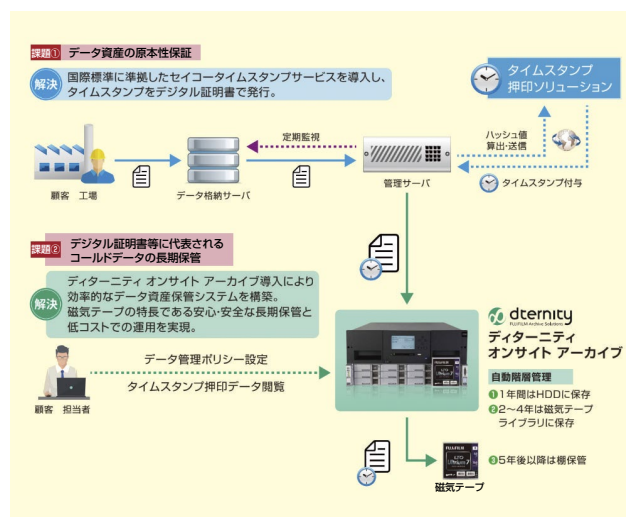 課題① データ資産の原本性保証
解決
国際標準に準拠したセイコータイムスタンプサービスを導入し、
タイムスタンプをデジタル証明書で発行。
タイムスタンプ
押印ソリューション
定期監視
ハッシュ値
算出・送信
顧客 工場
データ格納サーバ
管理サーバ
タイムスタンプ付与
課題② デジタル証明書等に代表される
コールドデータの長期保管
解決
ディターニティ オンサイト アーカイブ導入により
効率的なデータ資産保管システムを構築。
磁気テープの特長である安心・安全な長期保管と
低コストでの運用を実現。
dternity
FUJIFILM Archive Solutions
ディターニティ
オンサイト アーカイブ
データ管理ポリシー設定
タイムスタンプ押印データ閲覧
顧客 担当者
自動階層管理
❶1年間はHDDに保存
❷2〜4年は磁気テープ
ライブラリに保存
❸5年後以降は棚保管
FUJIFILM
磁気テープ